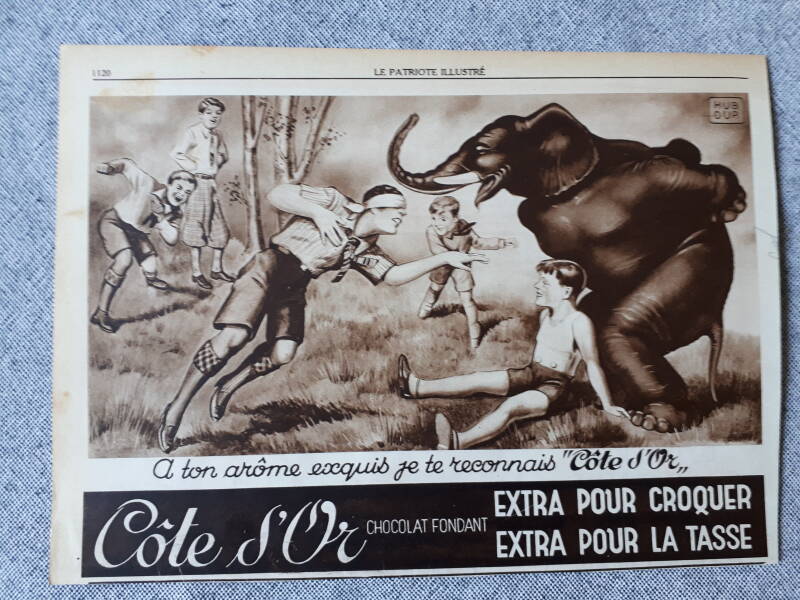 1120
LE PATRIOTE ILLUSTRÉ
HUB
DUP
A ton arôme exquis je te reconnais "Côte d'Or„
Côte d'Or CHOCOLAT FONDANT
EXTRA POUR CROQUER
EXTRA POUR LA TASSE